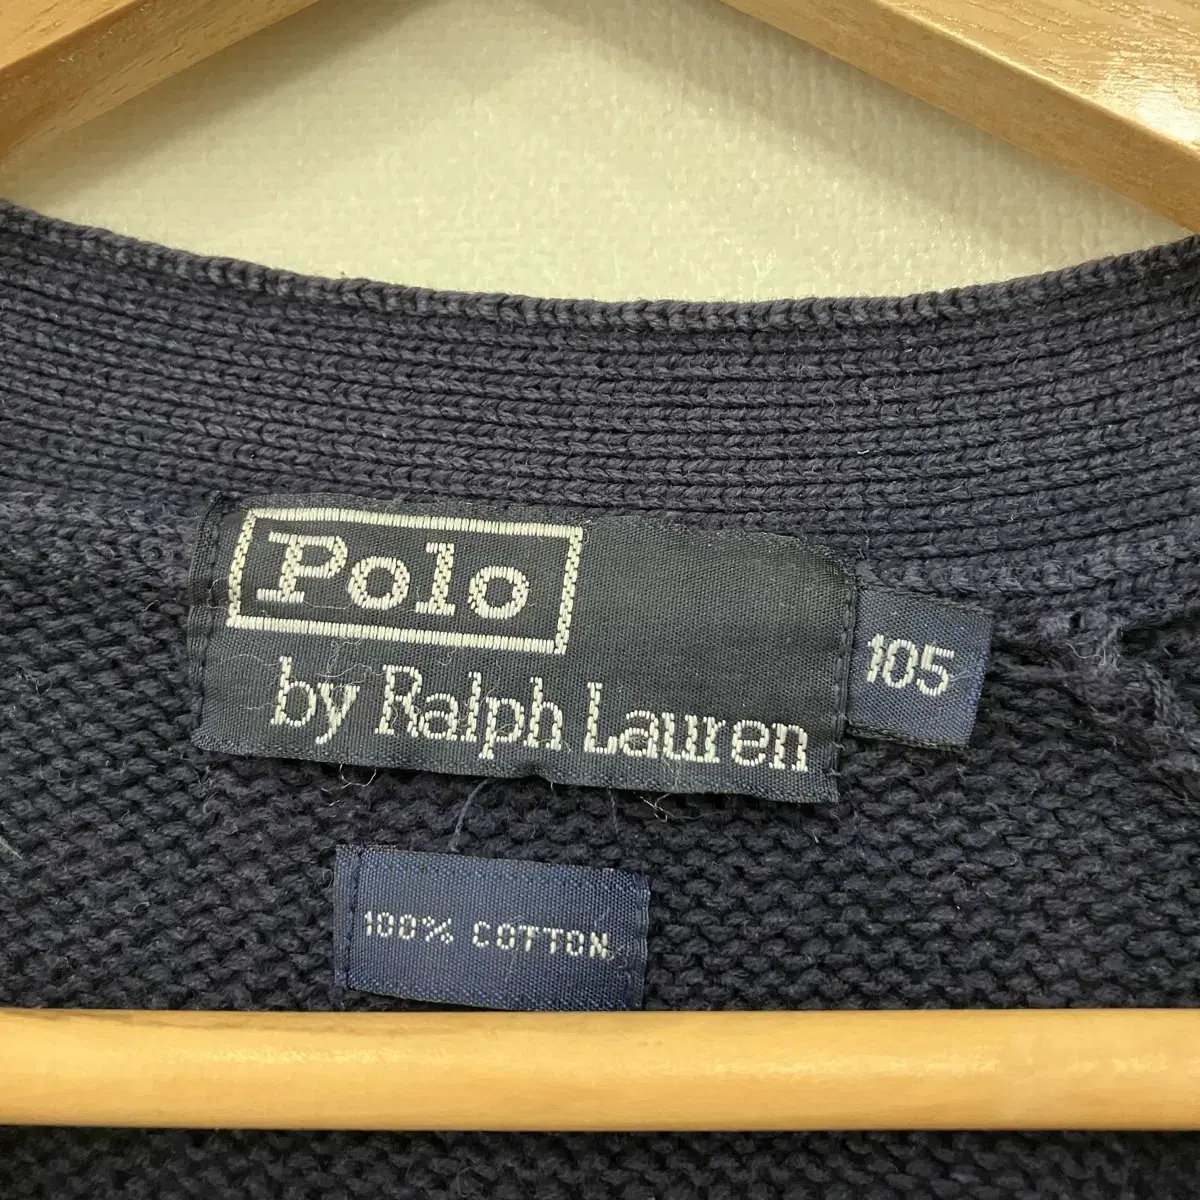 Polo
by Ralph Lauren
105
100% COTTON